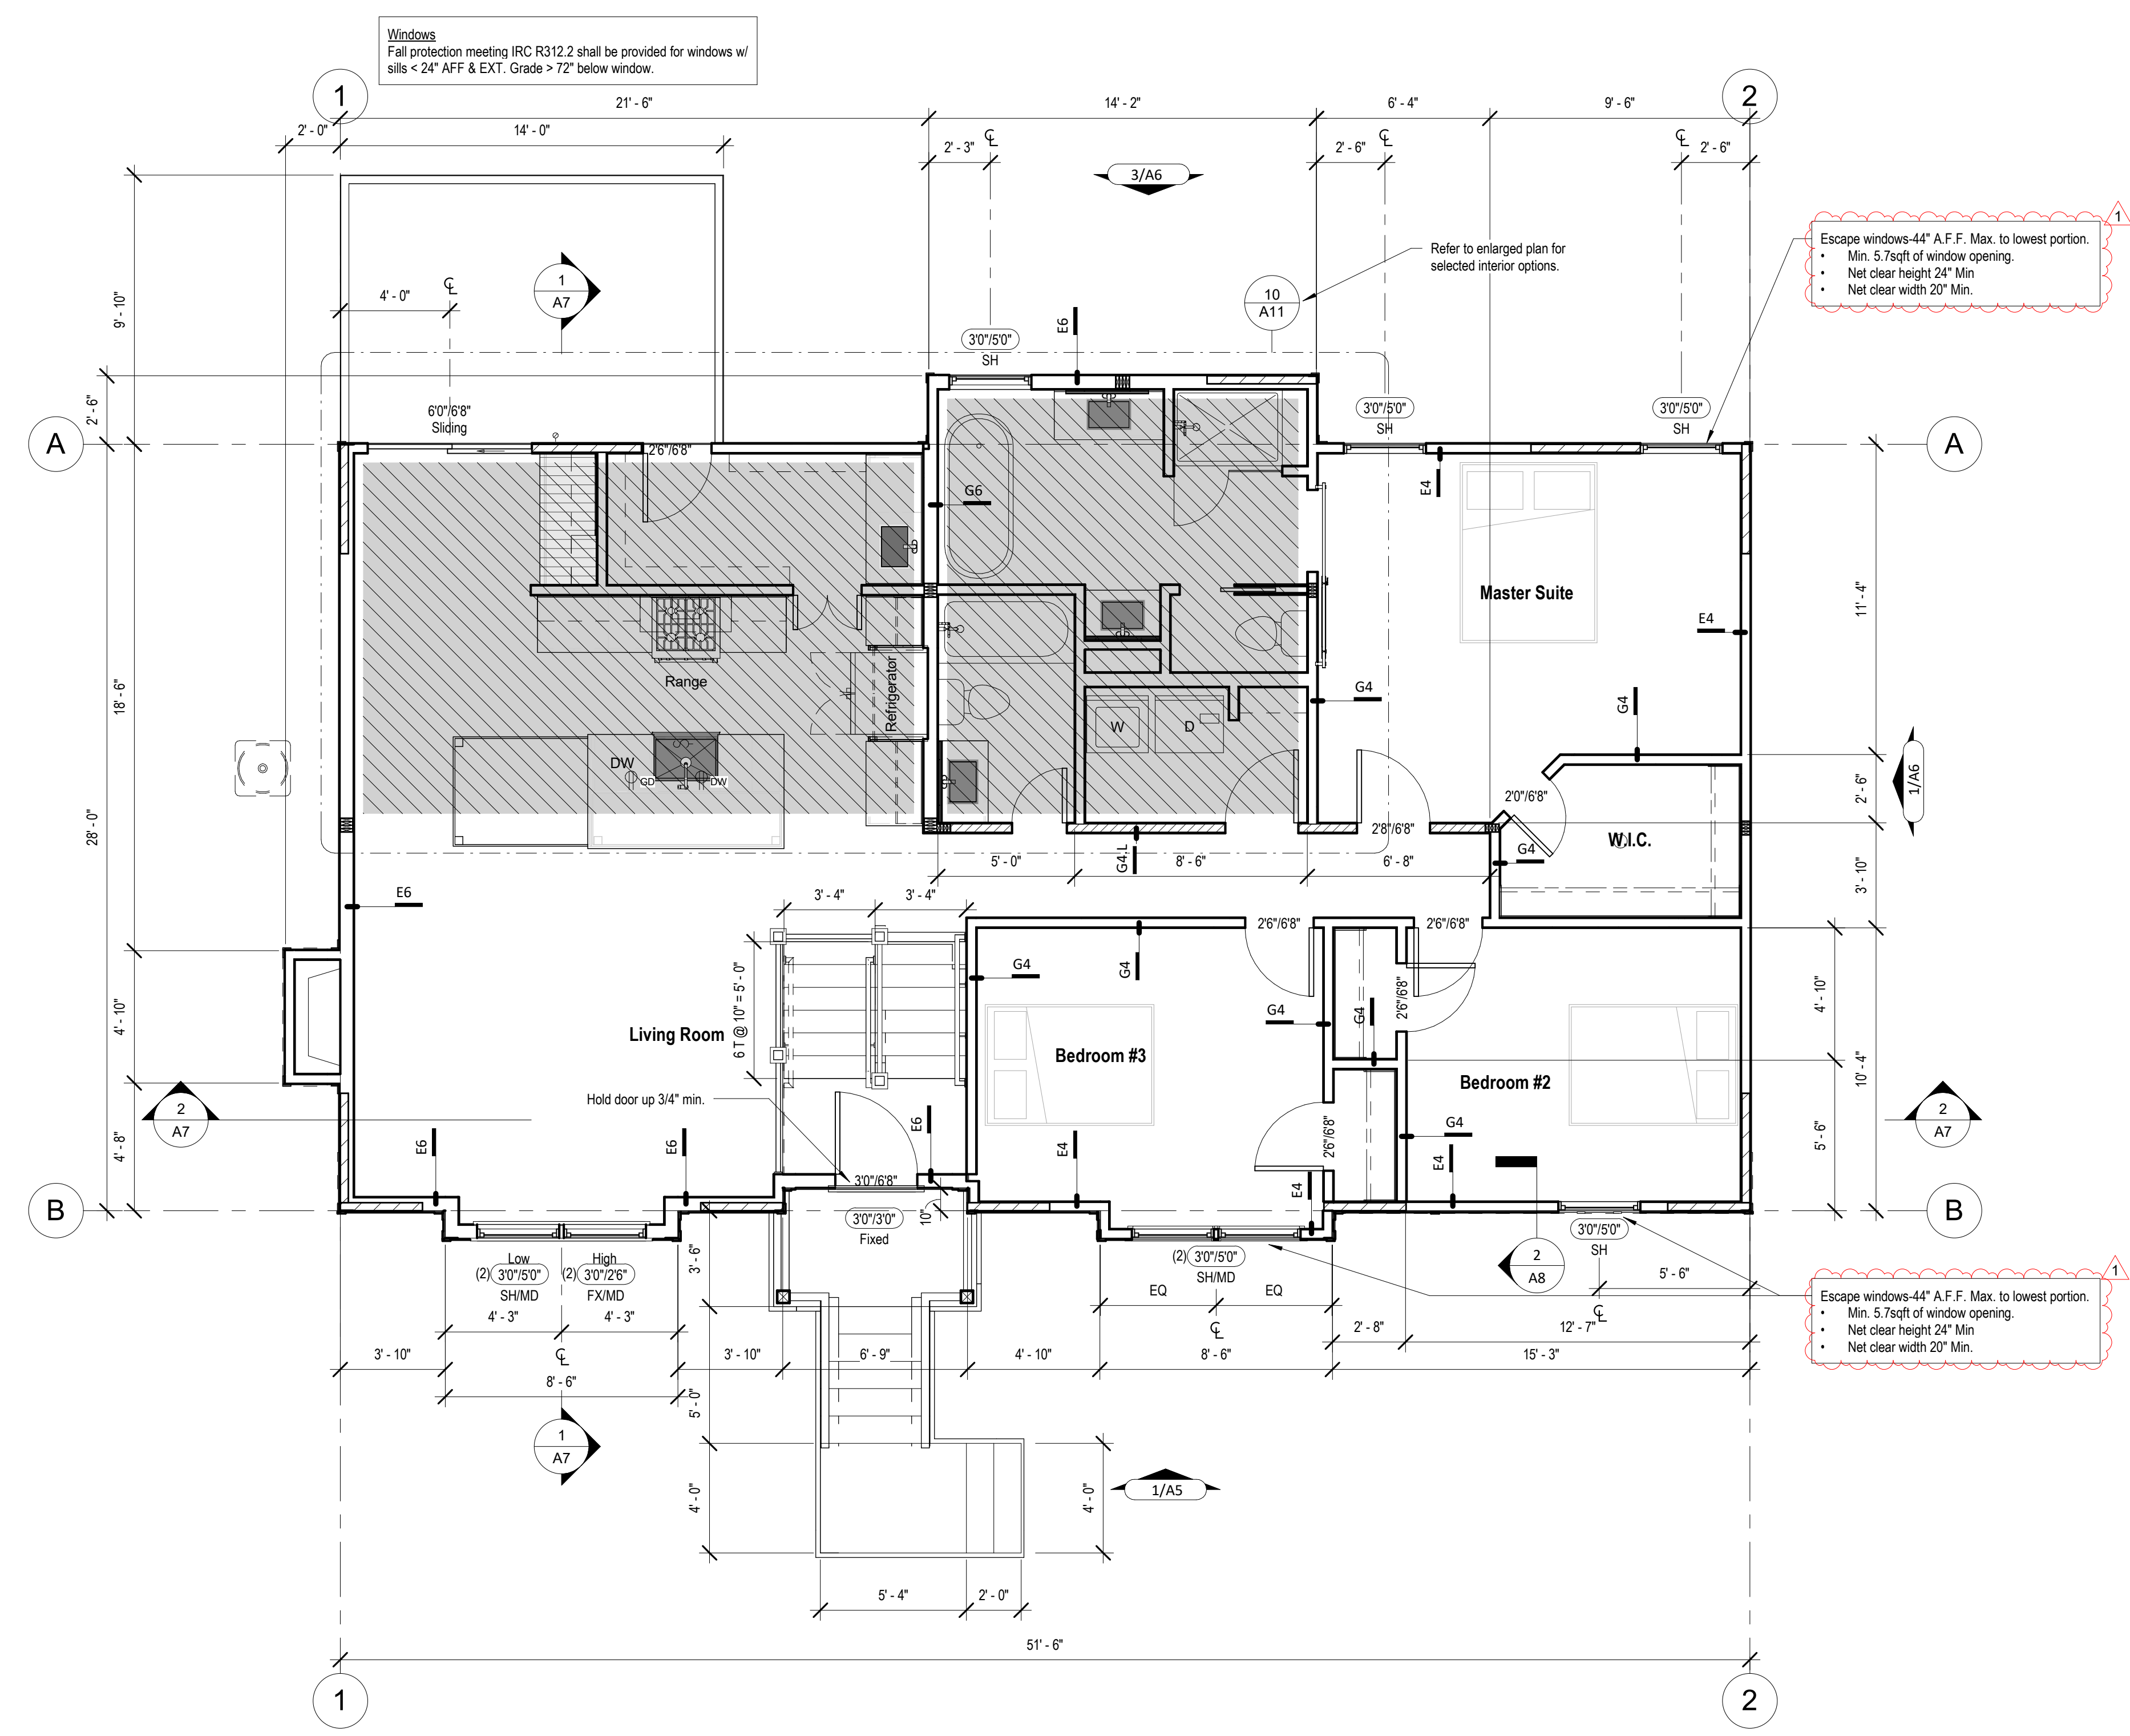 Windows
Fall protection meeting IRC R312.2 shall be provided for windows w/
sills < 24" AFF & EXT. Grade > 72" below window.
1
2
21' - 6"
14' - 2"
6' - 4"
9' - 6"
2' - 0"
14' - 0"
2' - 3"
℄
2' - 6"
℄
℄
2' - 6"
3/A6
1
Escape windows-44" A.F.F. Max. to lowest portion.
• Min. 5.7sqft of window opening.
• Net clear height 24" Min
• Net clear width 20" Min.
Refer to enlarged plan for
selected interior options.
10
A11
1
A7
4' - 0"
℄
9' - 10"
E6
3'0"/5'0"
SH
2' - 6"
6'0"/6'8"
Sliding
3'0"/5'0"
SH
3'0"/5'0"
SH
A
A
2'6"/6'8"
G6
E4
Master Suite
11' - 4"
E4
18' - 6"
Range
Refrigerator
G4
G4
W
D
DW
GD
DW
1/A6
2' - 6"
28' - 0"
2'0"/6'8"
2'8"/6'8"
W.I.C.
G4
G4.L
5' - 0"
8' - 6"
6' - 8"
3' - 10"
E6
3' - 4"
3' - 4"
2'6"/6'8"
2'6"/6'8"
G4
G4
6 T @ 10" = 5' - 0"
2'6"/6'8"
4' - 10"
G4
G4
4' - 10"
Living Room
Bedroom #3
Bedroom #2
10' - 4"
Hold door up 3/4" min.
2
A7
2
A7
4' - 8"
E6
E6
E6
E4
2'6"/6'8"
G4
E4
5' - 6"
E4
3'0"/6'8"
B
B
3'0"/3'0"
Fixed
10"
3'0"/5'0"
SH
Low
(2) 3'0"/5'0"
SH/MD
High
(2) 3'0"/2'6"
FX/MD
(2) 3'0"/5'0"
SH/MD
2
A8
3' - 6"
5' - 6"
1
Escape windows-44" A.F.F. Max. to lowest portion.
• Min. 5.7sqft of window opening.
• Net clear height 24" Min
• Net clear width 20" Min.
EQ
EQ
4' - 3"
4' - 3"
℄
2' - 8"
12' - 7"
℄
3' - 10"
℄
3' - 10"
6' - 9"
4' - 10"
8' - 6"
15' - 3"
8' - 6"
5' - 0"
1
A7
4' - 0"
4' - 0"
1/A5
5' - 4"
2' - 0"
51' - 6"
1
2